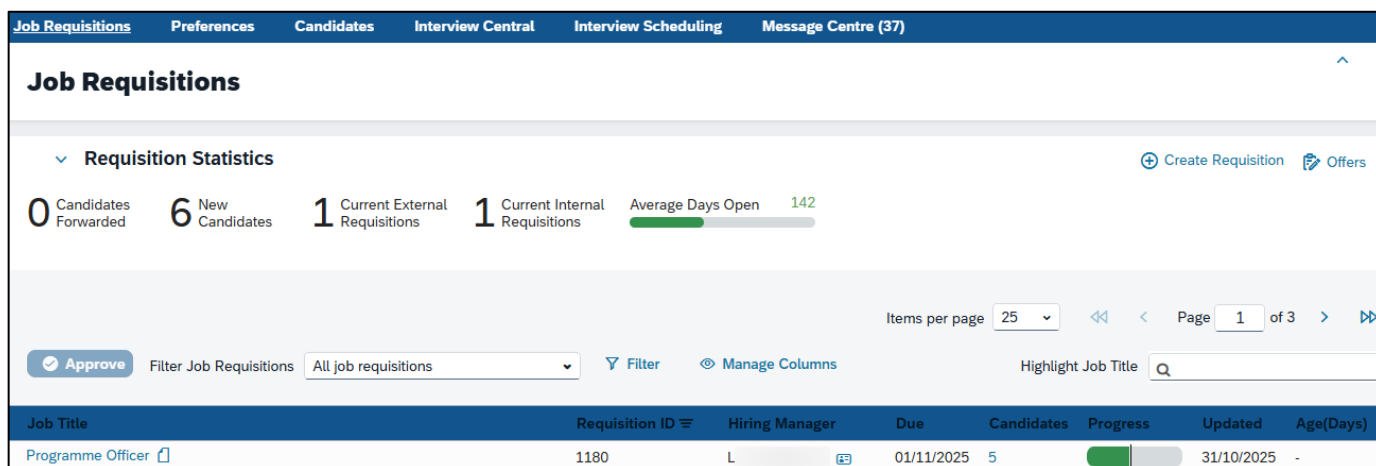 Job Requisitions Preferences Candidates Interview Central Interview Scheduling Message Centre (37)
Job Requisitions
Requisition Statistics
Create Requisition Offers
0 Candidates Forwarded 6 New Candidates 1 Current External Requisitions 1 Current Internal Requisitions Average Days Open 142
Items per page 25 Page 1 of 3
Approve Filter Job Requisitions All job requisitions Filter Manage Columns Highlight Job Title
Job Title Requisition ID Hiring Manager Due Candidates Progress Updated Age(Days)
Programme Officer 1180 L 01/11/2025 5 31/10/2025 -